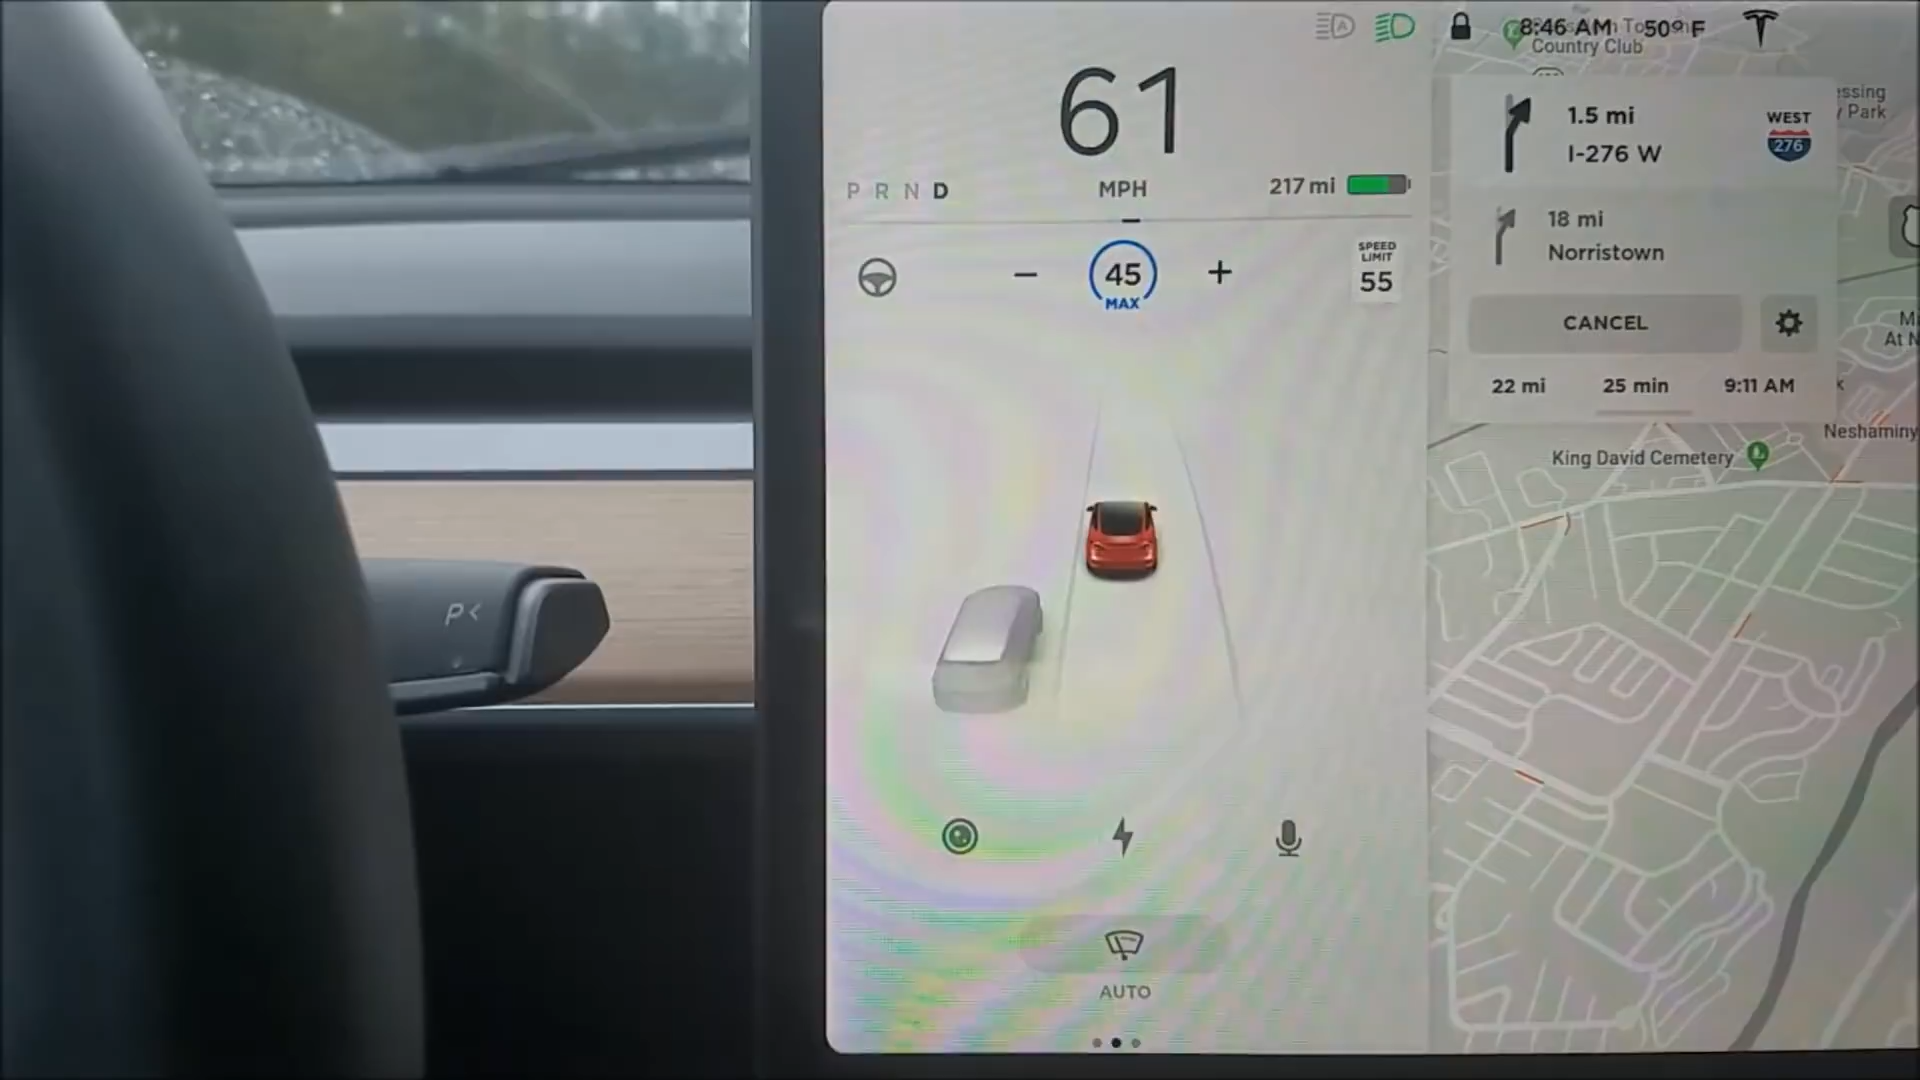 P<
61
MPH
P R N D
217 mi
45
MAX
SPEED
LIMIT
55
AUTO
8:46 AM 50° F
Country Club
1.5 mi
I-276 W
WEST
276
18 mi
Norristown
CANCEL
22 mi 25 min 9:11 AM
Park
Neshaminy
King David Cemetery